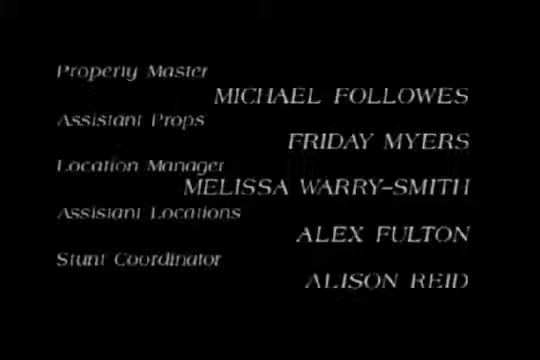 Property Master
MICHAEL FOLLOWES
Assistant Props
FRIDAY MYERS
Location Manager
MELISSA WARRY-SMITH
Assistant Locations
ALEX FULTON
Stunt Coordinator
ALISON REID